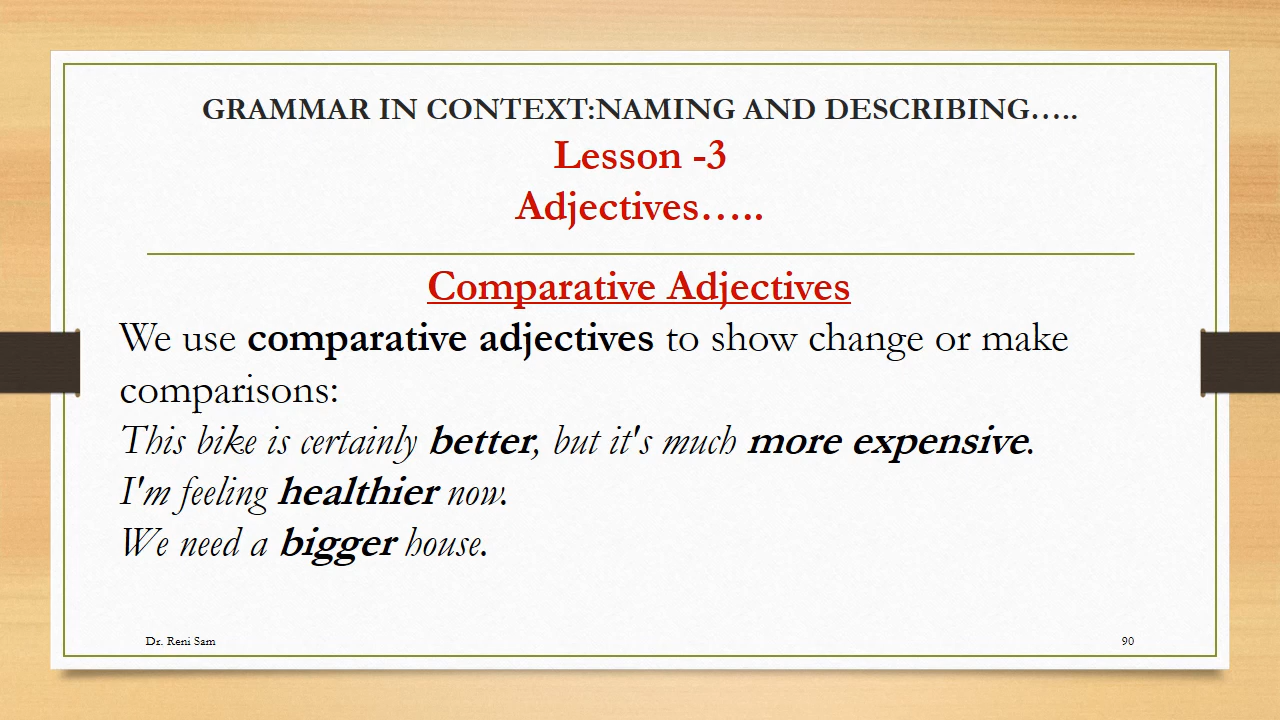 GRAMMAR IN CONTEXT:NAMING AND DESCRIBING…..
Lesson -3
Adjectives…..
Comparative Adjectives
We use comparative adjectives to show change or make
comparisons:
This bike is certainly better, but it's much more expensive.
I'm feeling healthier now.
We need a bigger house.
Dr. Reni Sam
90